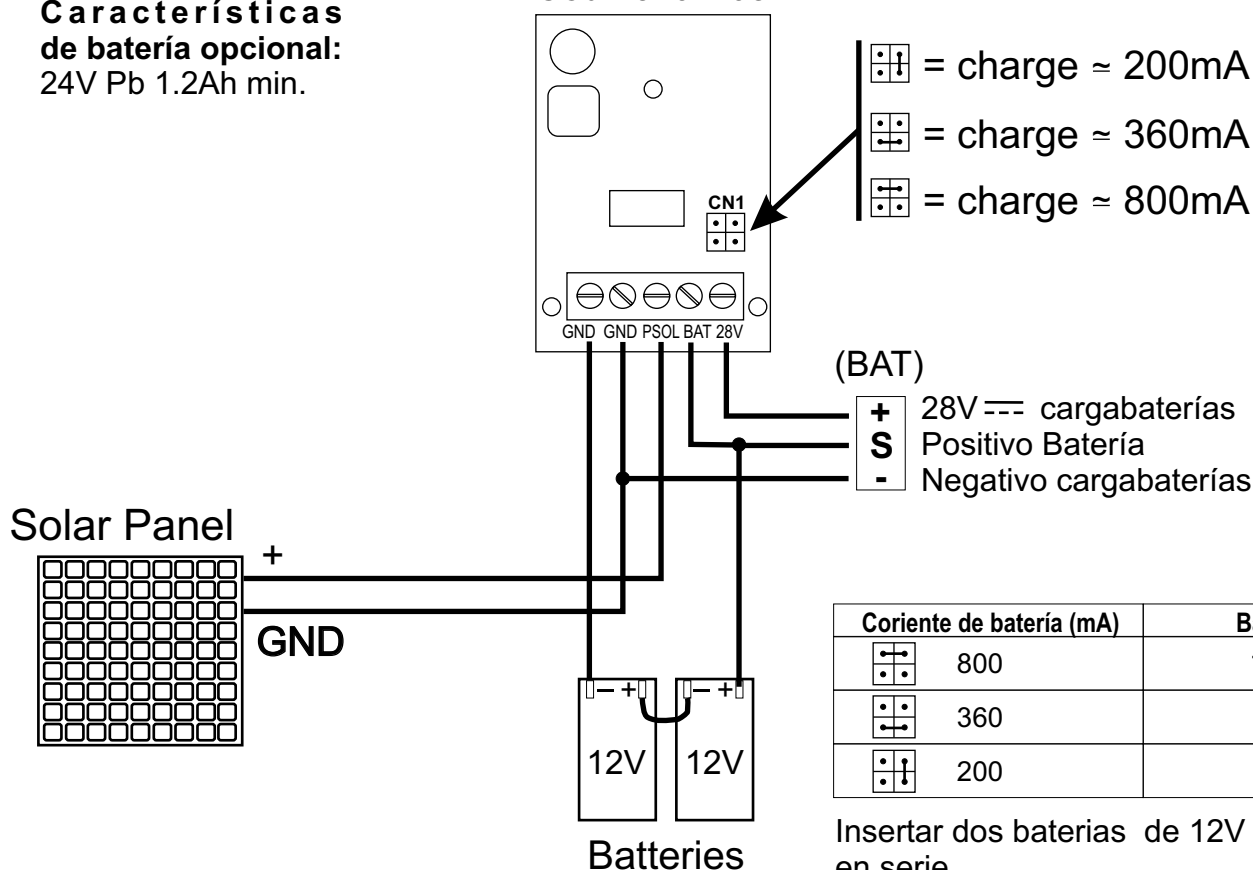 Características
de batería opcional:
24V Pb 1.2Ah min.
= charge ≃ 200mA
= charge ≃ 360mA
= charge ≃ 800mA
CN1
GND GND PSOL BAT 28V
(BAT)
+ 28V cargabaterías
S Positivo Batería
- Negativo cargabaterías
Solar Panel
+
GND
– + – +
12V 12V
Batteries
Coriente de batería (mA)
800
360
200
Insertar dos baterias de 12V
en serie